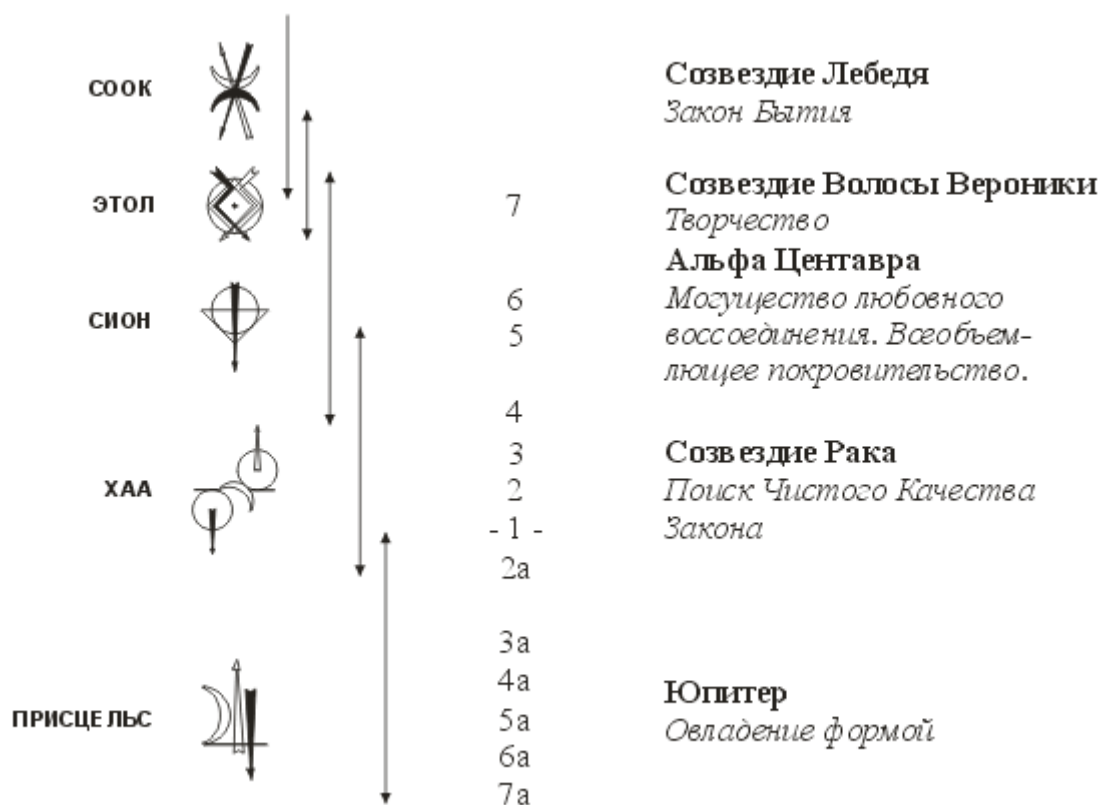 СООК
Созвездие Лебедя
Закон Бытия
ЭТОЛ
7
Созвездие Волосы Вероники
Творчество
СИОН
6
5
Альфа Центавра
Могущество любовного
воссоединения. Всеобъем-
лющее покровительство.
4
ХАА
3
2
- 1 -
2а
Созвездие Рака
Поиск Чистого Качества
Закона
3а
4а
ПРИСЦЕЛЬС
5а
6а
7а
Юпитер
Овладение формой